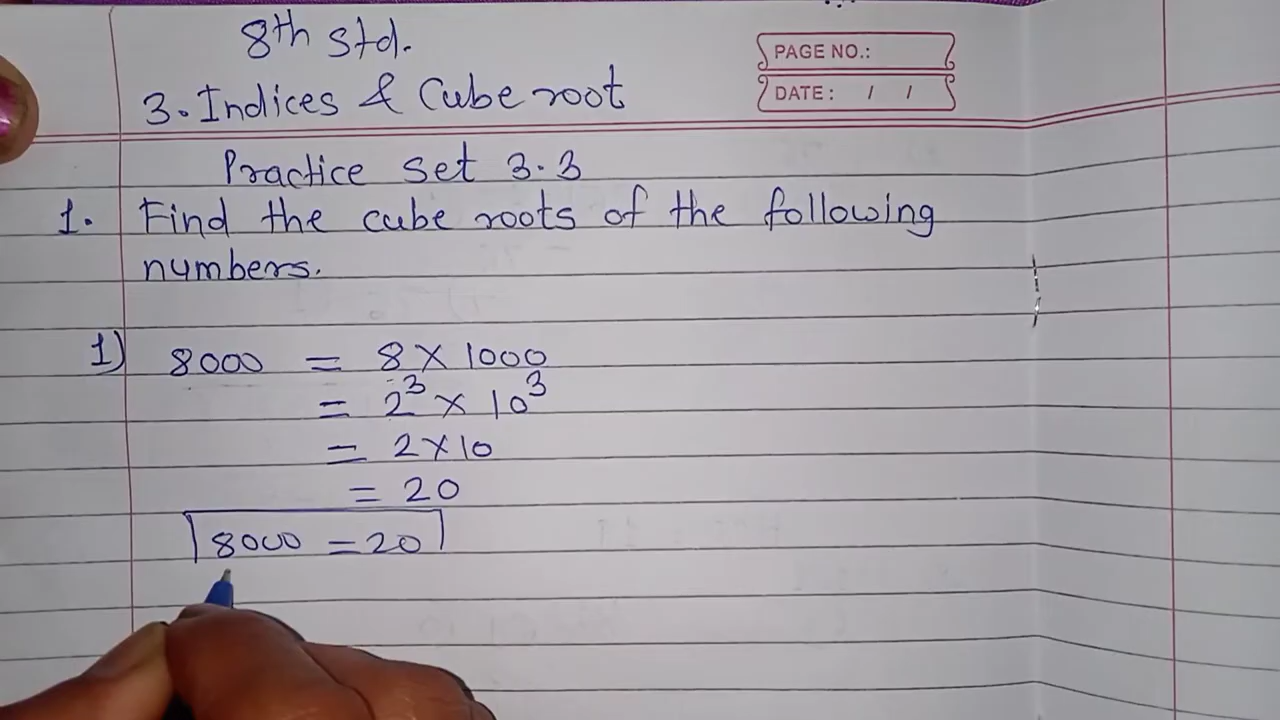 8th std.
PAGE NO.:
3. Indices & Cube root
DATE: / /
Practice set 3.3
1. Find the cube roots of the following
numbers.
1) 8000 = 8 × 1000
= 2³ × 10³
= 2 × 10
= 20
8000 = 20